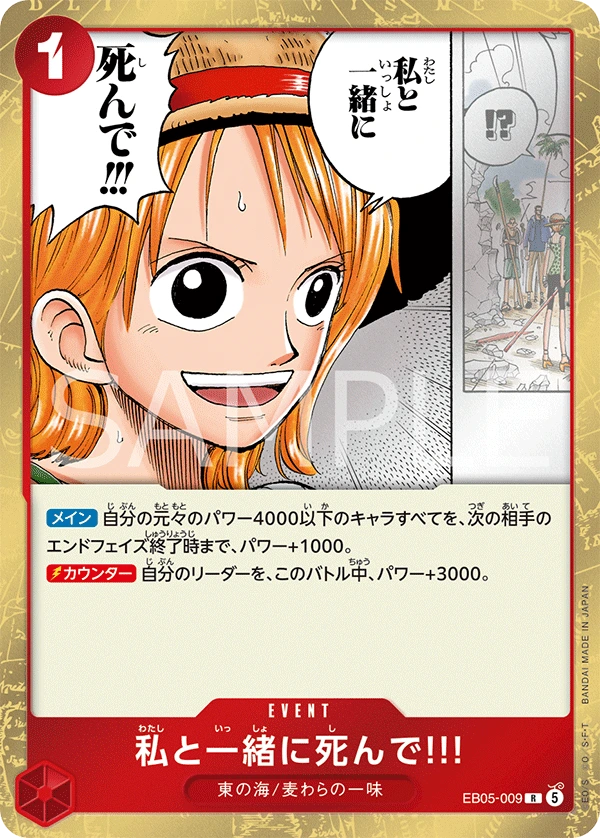 1
私と
一緒に
死んで!!!
!?
SAMPLE
メイン 自分の元々のパワー4000以下のキャラすべてを、次の相手の
エンドフェイズ終了時まで、パワー+1000。
カウンター 自分のリーダーを、このバトル中、パワー+3000。
EVENT
私と一緒に死んで!!!
東の海/麦わらの一味
EB05-009 R 5
©E.O.S. ©O, S・F・T BANDAI MADE IN JAPAN